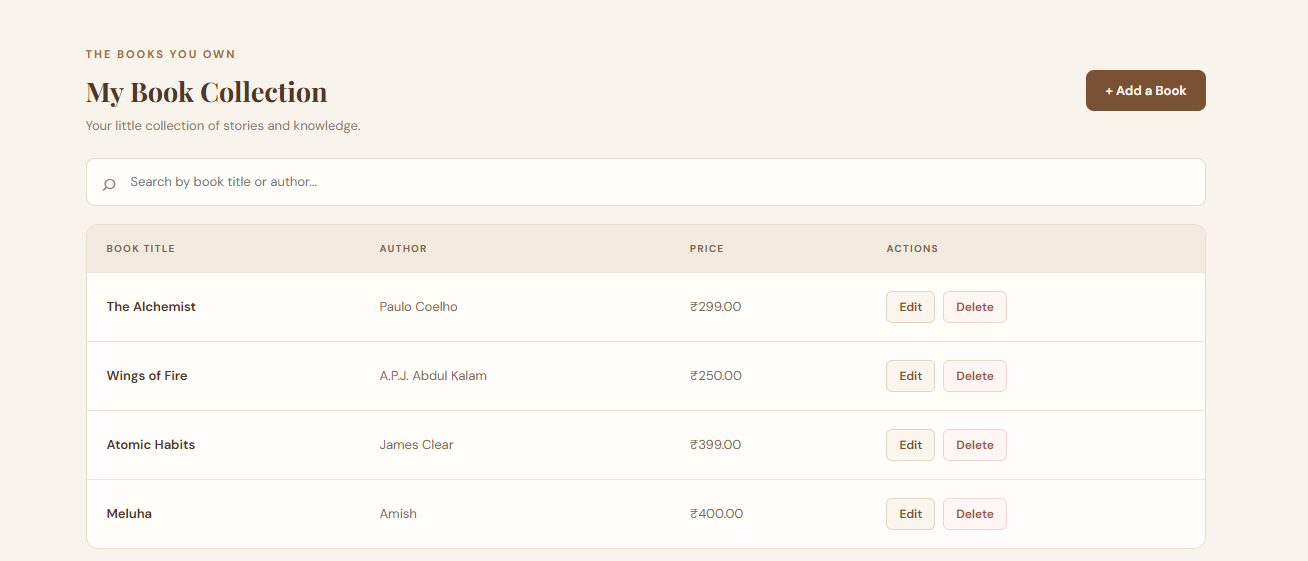 THE BOOKS YOU OWN
My Book Collection
+ Add a Book
Your little collection of stories and knowledge.
Search by book title or author...
BOOK TITLE AUTHOR PRICE ACTIONS
The Alchemist Paulo Coelho ₹299.00 Edit Delete
Wings of Fire A.P.J. Abdul Kalam ₹250.00 Edit Delete
Atomic Habits James Clear ₹399.00 Edit Delete
Meluha Amish ₹400.00 Edit Delete